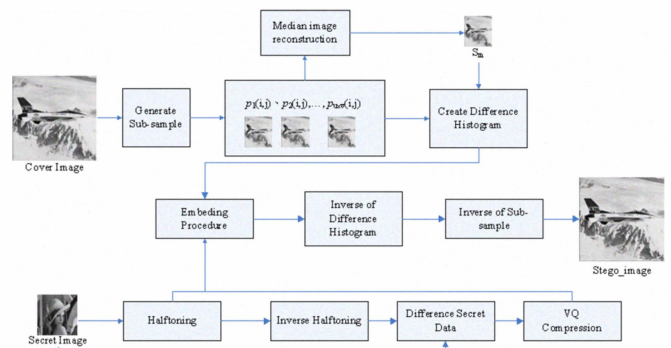 Median image
reconstruction
Sm
p1(i,j) 、 p2(i,j),..., puxv(i,j)
Generate
Sub-sample
Create Difference
Histogram
Cover Image
Embeding
Procedure
Inverse of
Difference
Histogram
Inverse of Sub-
sample
Stego_image
Halftoning
Inverse Halftoning
Difference Secret
Data
VQ
Compression
Secret Image